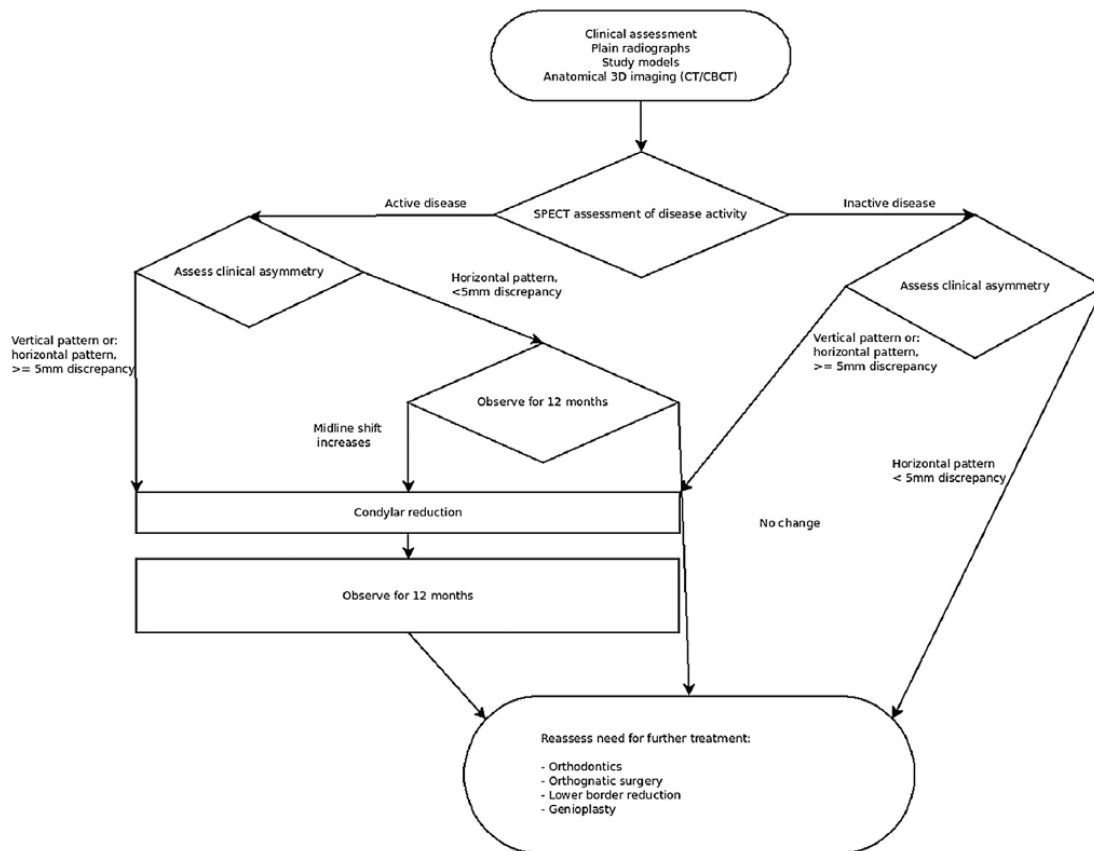 Clinical assessment
Plain radiographs
Study models
Anatomical 3D imaging (CT/CBCT)
Active disease
SPECT assessment of disease activity
Inactive disease
Assess clinical asymmetry
Horizontal pattern,
<5mm discrepancy
Assess clinical asymmetry
Vertical pattern or:
horizontal pattern,
>= 5mm discrepancy
Vertical pattern or:
horizontal pattern,
>= 5mm discrepancy
Observe for 12 months
Midline shift
increases
Horizontal pattern
< 5mm discrepancy
Condylar reduction
No change
Observe for 12 months
Reassess need for further treatment:
- Orthodontics
- Orthognatic surgery
- Lower border reduction
- Genioplasty